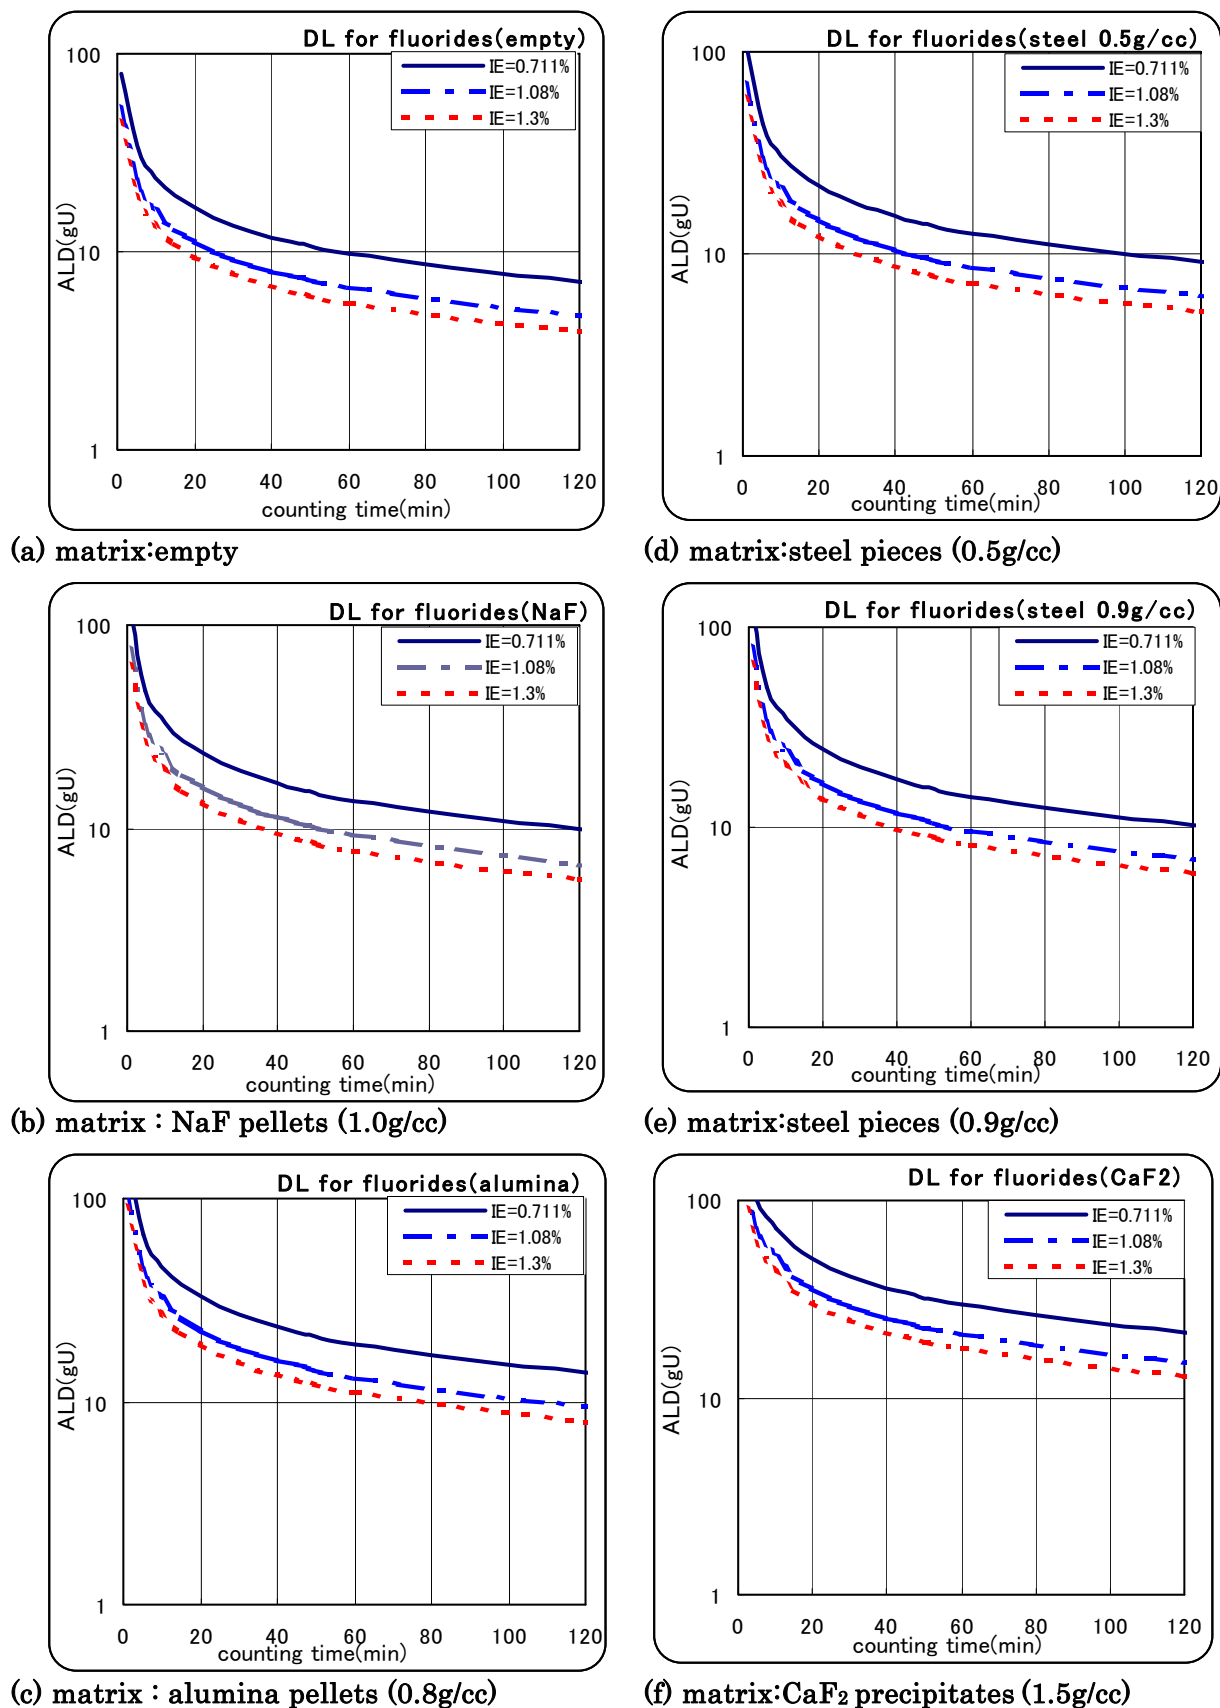 DL for fluorides(empty)
100
10
1
ALD(gU)
IE=0.711%
IE=1.08%
IE=1.3%
0 20 40 60 80 100 120
counting time(min)
(a) matrix:empty
DL for fluorides(steel 0.5g/cc)
100
10
1
ALD(gU)
IE=0.711%
IE=1.08%
IE=1.3%
0 20 40 60 80 100 120
counting time(min)
(d) matrix:steel pieces (0.5g/cc)
DL for fluorides(NaF)
100
10
1
ALD(gU)
IE=0.711%
IE=1.08%
IE=1.3%
0 20 40 60 80 100 120
counting time(min)
(b) matrix : NaF pellets (1.0g/cc)
DL for fluorides(steel 0.9g/cc)
100
10
1
ALD(gU)
IE=0.711%
IE=1.08%
IE=1.3%
0 20 40 60 80 100 120
counting time(min)
(e) matrix:steel pieces (0.9g/cc)
DL for fluorides(alumina)
100
10
1
ALD(gU)
IE=0.711%
IE=1.08%
IE=1.3%
0 20 40 60 80 100 120
counting time(min)
(c) matrix : alumina pellets (0.8g/cc)
DL for fluorides(CaF2)
100
10
1
ALD(gU)
IE=0.711%
IE=1.08%
IE=1.3%
0 20 40 60 80 100 120
counting time(min)
(f) matrix:CaF₂ precipitates (1.5g/cc)